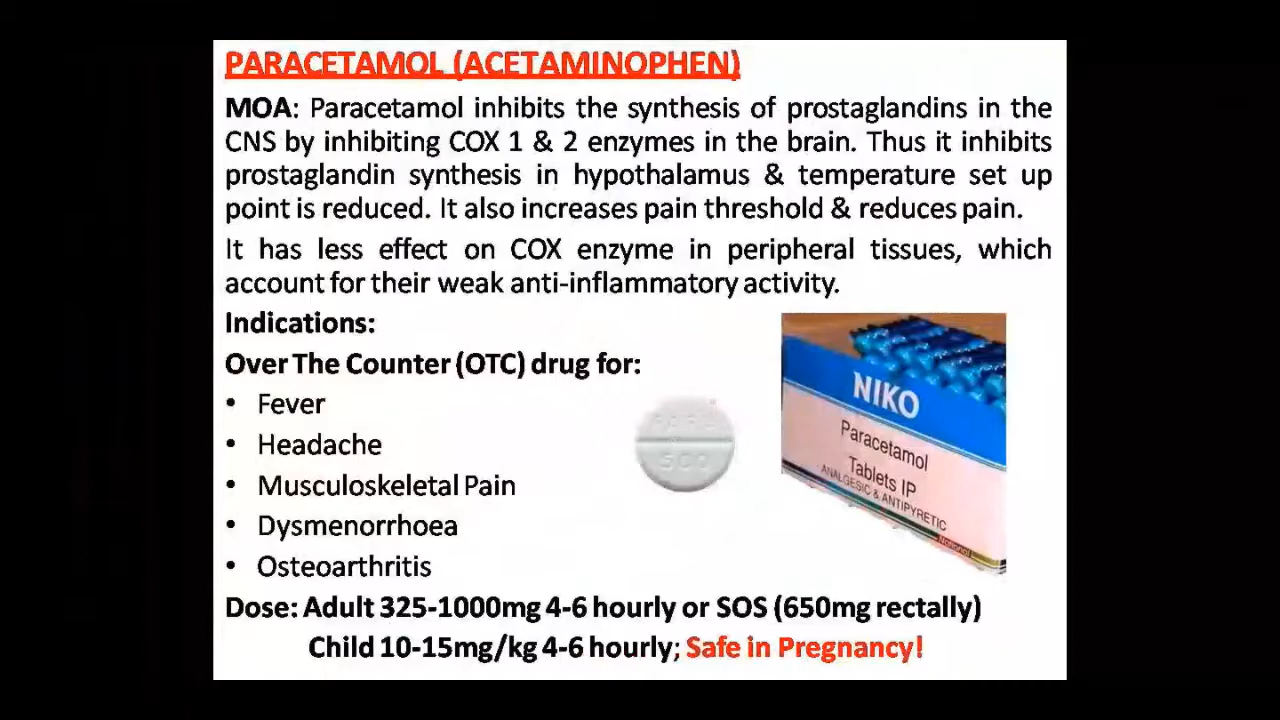 PARACETAMOL (ACETAMINOPHEN)
MOA: Paracetamol inhibits the synthesis of prostaglandins in the
CNS by inhibiting COX 1 & 2 enzymes in the brain. Thus it inhibits
prostaglandin synthesis in hypothalamus & temperature set up
point is reduced. It also increases pain threshold & reduces pain.
It has less effect on COX enzyme in peripheral tissues, which
account for their weak anti-inflammatory activity.
Indications:
Over The Counter (OTC) drug for:
• Fever
• Headache
• Musculoskeletal Pain
• Dysmenorrhoea
• Osteoarthritis
PARA
500
NIKO
Paracetamol
Tablets IP
ANALGESIC & ANTIPYRETIC
Dose: Adult 325-1000mg 4-6 hourly or SOS (650mg rectally)
Child 10-15mg/kg 4-6 hourly; Safe in Pregnancy!